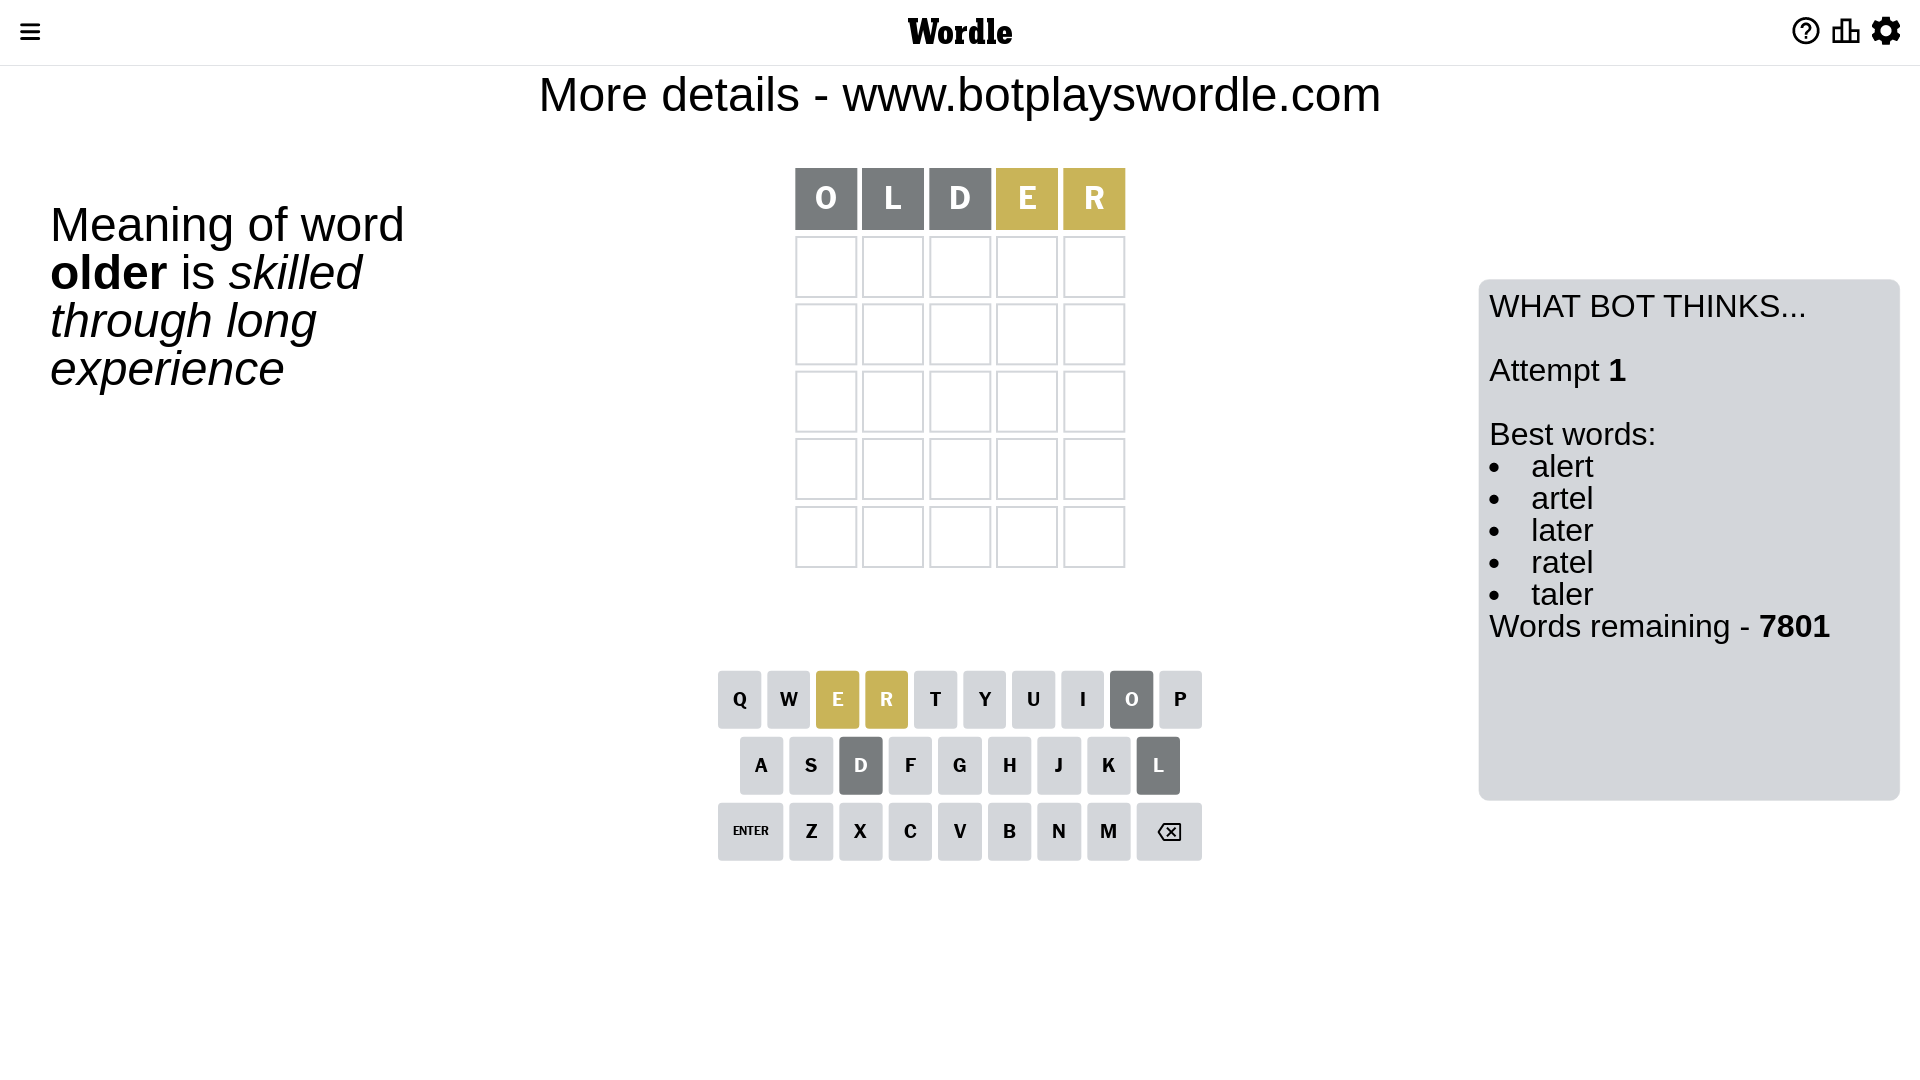 Wordle
More details - www.botplayswordle.com
Meaning of word
older is skilled
through long
experience
O L D E R
WHAT BOT THINKS...
Attempt 1
Best words:
• alert
• artel
• later
• ratel
• taler
Words remaining - 7801
Q W E R T Y U I O P
A S D F G H J K L
ENTER Z X C V B N M